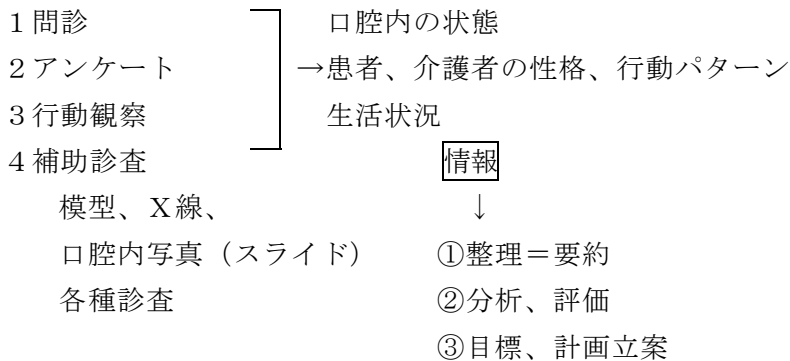 1問診 口腔内の状態
2アンケート →患者、介護者の性格、行動パターン
3行動観察 生活状況
4補助診査 情報
模型、X線、 ↓
口腔内写真（スライド） ①整理＝要約
各種診査 ②分析、評価
③目標、計画立案